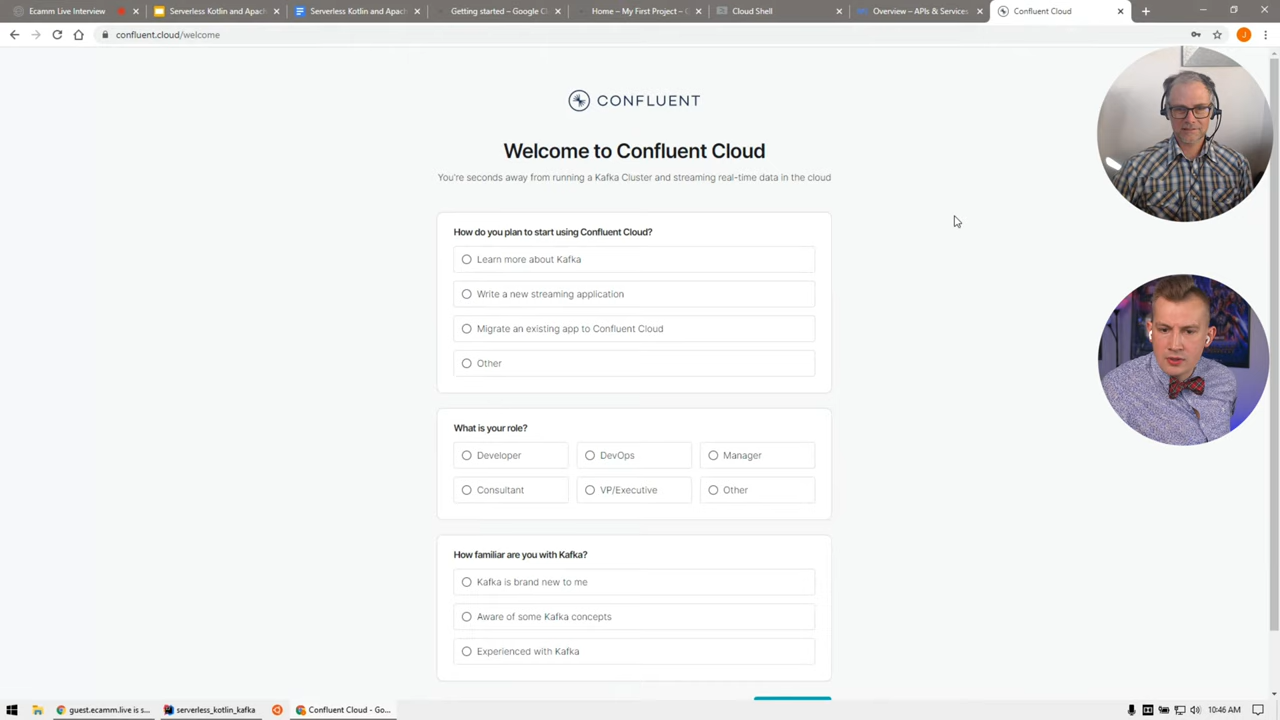 Ecamm Live Interview
Serverless Kotlin and Apac
Serverless Kotlin and Apac
Getting started – Google C
Home – My First Project – G
Cloud Shell
Overview – APIs & Services
Confluent Cloud
confluent.cloud/welcome
J
CONFLUENT
Welcome to Confluent Cloud
You're seconds away from running a Kafka Cluster and streaming real-time data in the cloud
How do you plan to start using Confluent Cloud?
Learn more about Kafka
Write a new streaming application
Migrate an existing app to Confluent Cloud
Other
What is your role?
Developer
DevOps
Manager
Consultant
VP/Executive
Other
How familiar are you with Kafka?
Kafka is brand new to me
Aware of some Kafka concepts
Experienced with Kafka
guest.ecamm.live is s...
serverless_kotlin_kafka
Confluent Cloud - Go...
10:46 AM